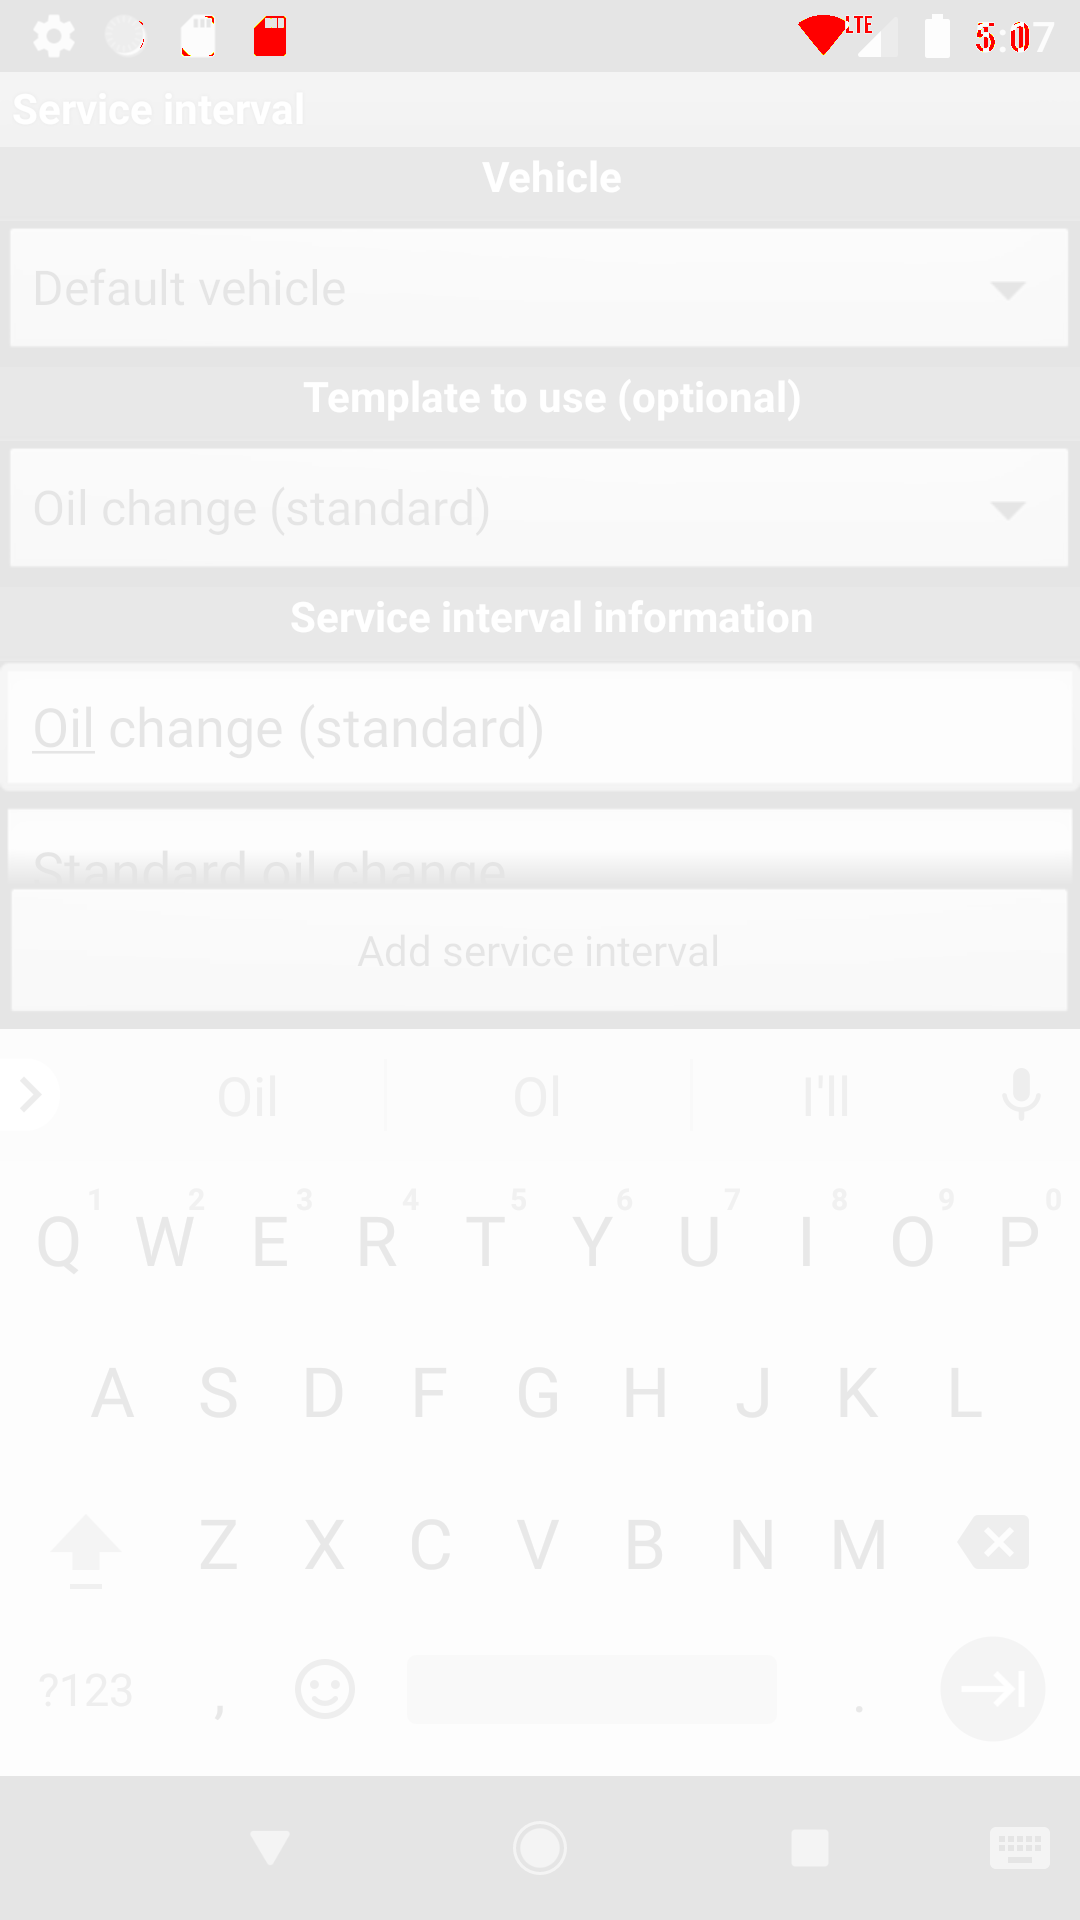 LTE 5:07
Service interval
Vehicle
Default vehicle
Template to use (optional)
Oil change (standard)
Service interval information
Oil change (standard)
Standard oil change
Add service interval
Oil Ol I'll
1 2 3 4 5 6 7 8 9 0
Q W E R T Y U I O P
A S D F G H J K L
Z X C V B N M
?123 , .